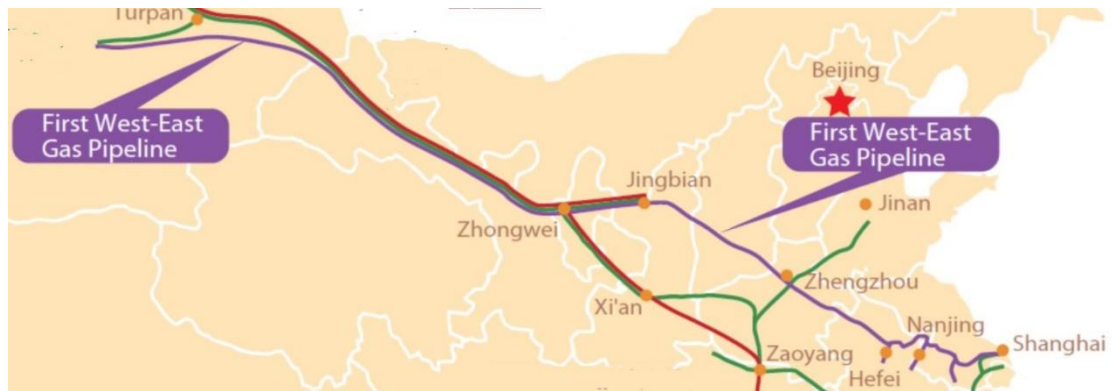 Turpan
Beijing
First West-East
Gas Pipeline
First West-East
Gas Pipeline
Jingbian
Zhongwei
Jinan
Zhengzhou
Xi'an
Nanjing
Shanghai
Zaoyang
Hefei